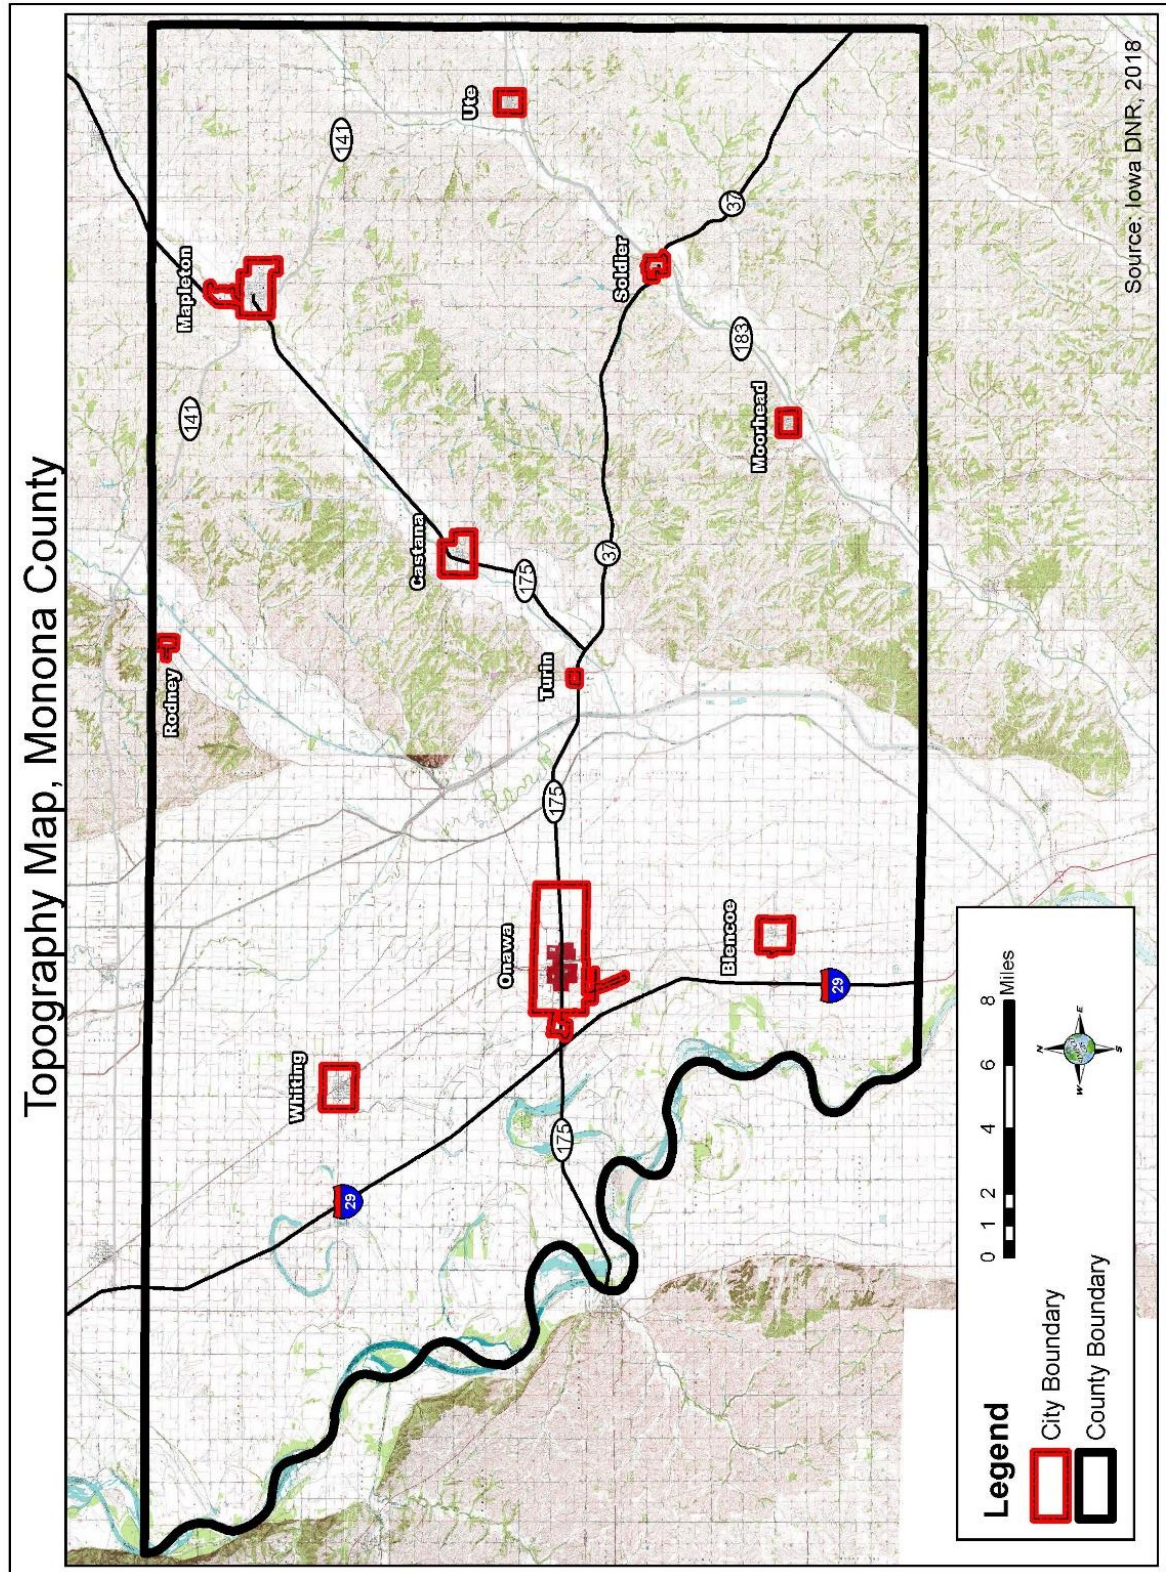 Topography Map, Monona County
Rodney
141
Mapleton
141
Whiting
29
Castana
Ute
175
Onawa
175
175
Turin
37
Soldier
37
Blencoe
29
Moorhead
183
Legend
City Boundary
County Boundary
0 1 2 4 6 8
Miles
N
W E
S
Source: Iowa DNR, 2018